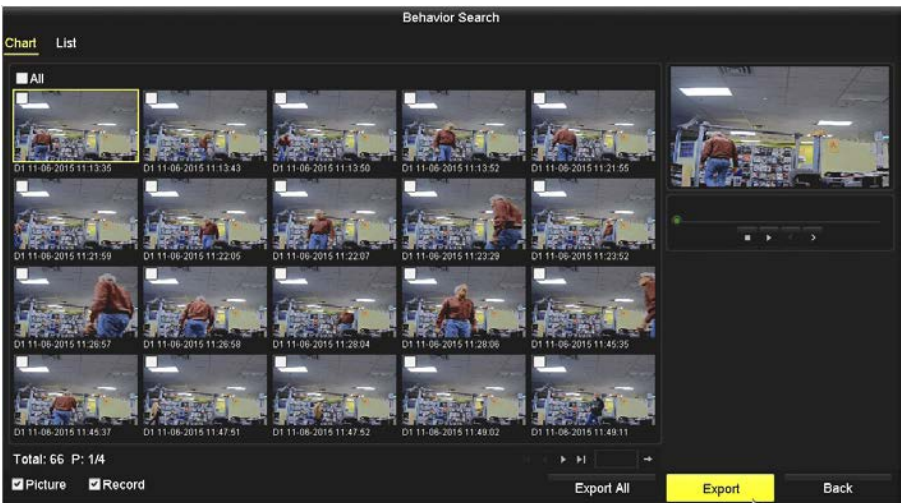 Behavior Search
Chart List
All
D1 11-06-2015 11:13:35 D1 11-06-2015 11:13:43 D1 11-06-2015 11:13:50 D1 11-06-2015 11:13:52 D1 11-06-2015 11:21:55
D1 11-06-2015 11:21:59 D1 11-06-2015 11:22:05 D1 11-06-2015 11:22:07 D1 11-06-2015 11:23:29 D1 11-06-2015 11:23:52
D1 11-06-2015 11:26:57 D1 11-06-2015 11:26:58 D1 11-06-2015 11:28:04 D1 11-06-2015 11:28:06 D1 11-06-2015 11:45:35
D1 11-06-2015 11:45:37 D1 11-06-2015 11:47:51 D1 11-06-2015 11:47:52 D1 11-06-2015 11:49:02 D1 11-06-2015 11:49:11
Total: 66 P: 1/4
Picture Record Export All Export Back